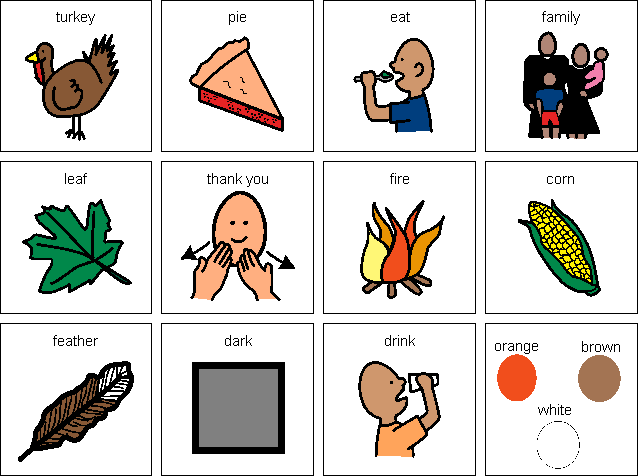 turkey
pie
eat
family
leaf
thank you
fire
corn
feather
dark
drink
orange
brown
white